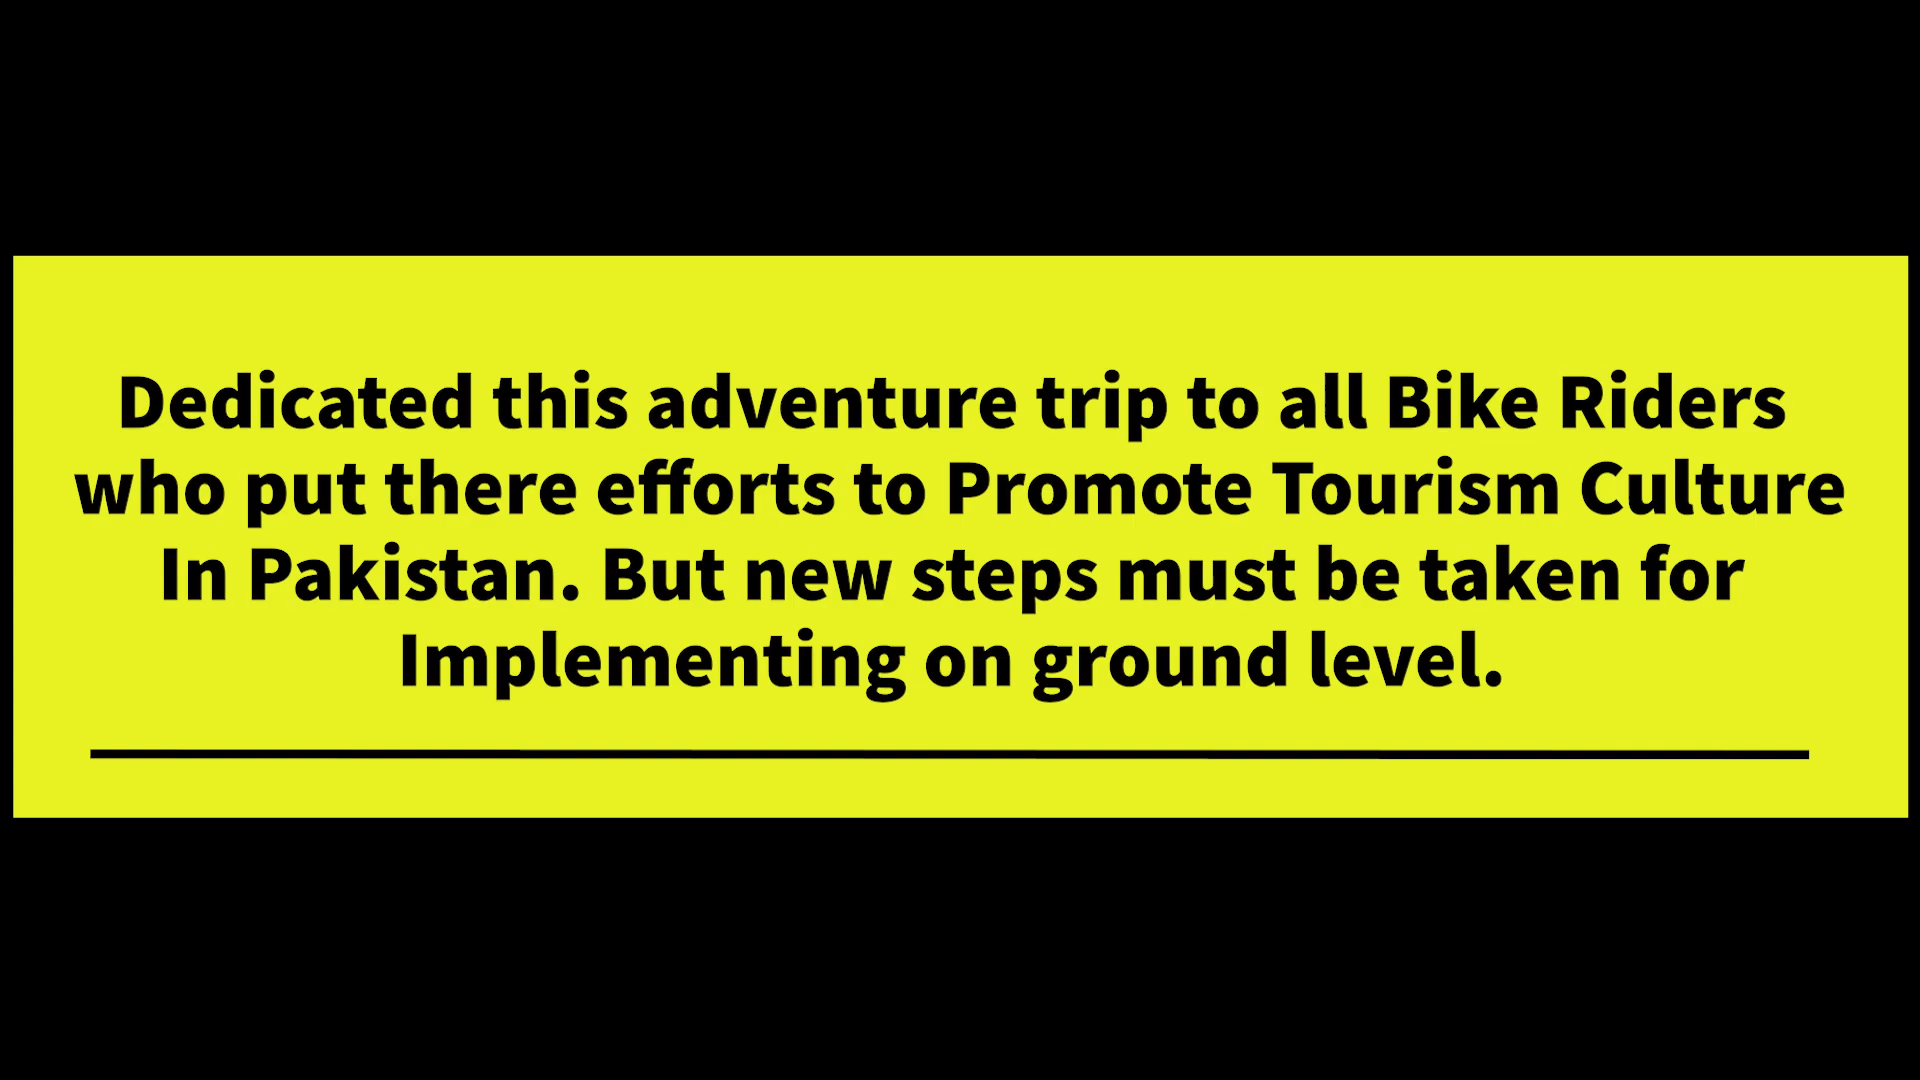 Dedicated this adventure trip to all Bike Riders
who put there efforts to Promote Tourism Culture
In Pakistan. But new steps must be taken for
Implementing on ground level.